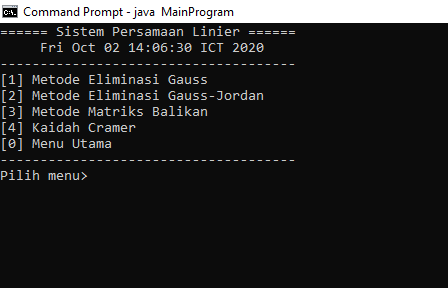 Command Prompt - java  MainProgram
====== Sistem Persamaan Linier ======
Fri Oct 02 14:06:30 ICT 2020
-------------------------------------
[1] Metode Eliminasi Gauss
[2] Metode Eliminasi Gauss-Jordan
[3] Metode Matriks Balikan
[4] Kaidah Cramer
[0] Menu Utama
-------------------------------------
Pilih menu>